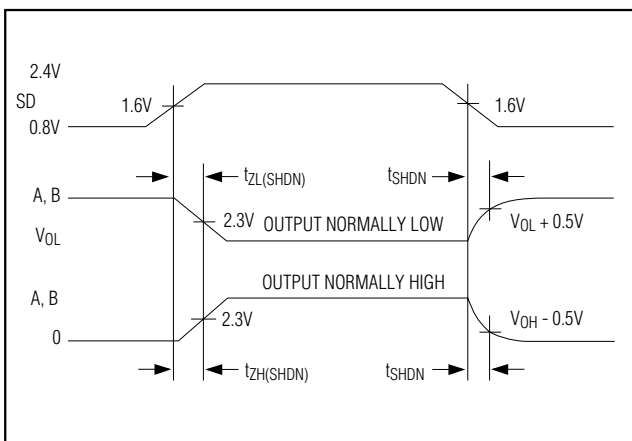 2.4V
SD
1.6V
1.6V
0.8V
tZL(SHDN)
tSHDN
A, B
2.3V
OUTPUT NORMALLY LOW
VOL + 0.5V
VOL
OUTPUT NORMALLY HIGH
A, B
2.3V
VOH - 0.5V
0
tZH(SHDN)
tSHDN